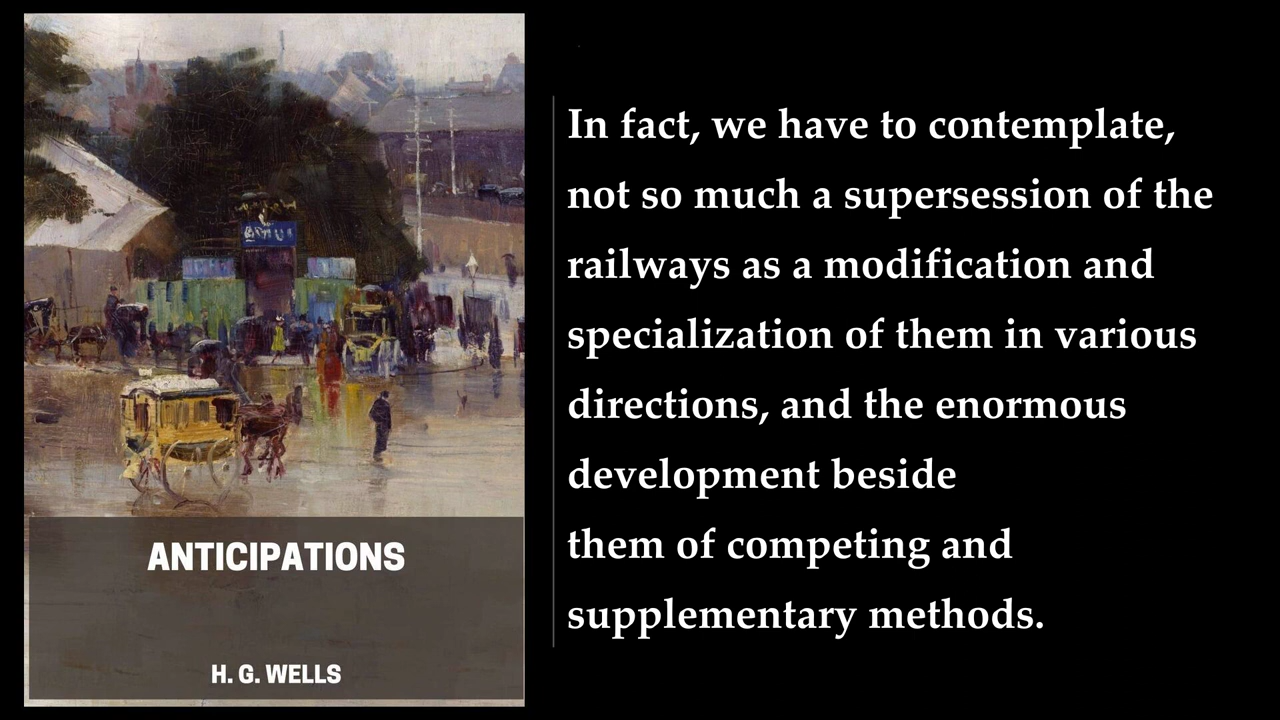 ANTICIPATIONS
H. G. WELLS
In fact, we have to contemplate,
not so much a supersession of the
railways as a modification and
specialization of them in various
directions, and the enormous
development beside
them of competing and
supplementary methods.